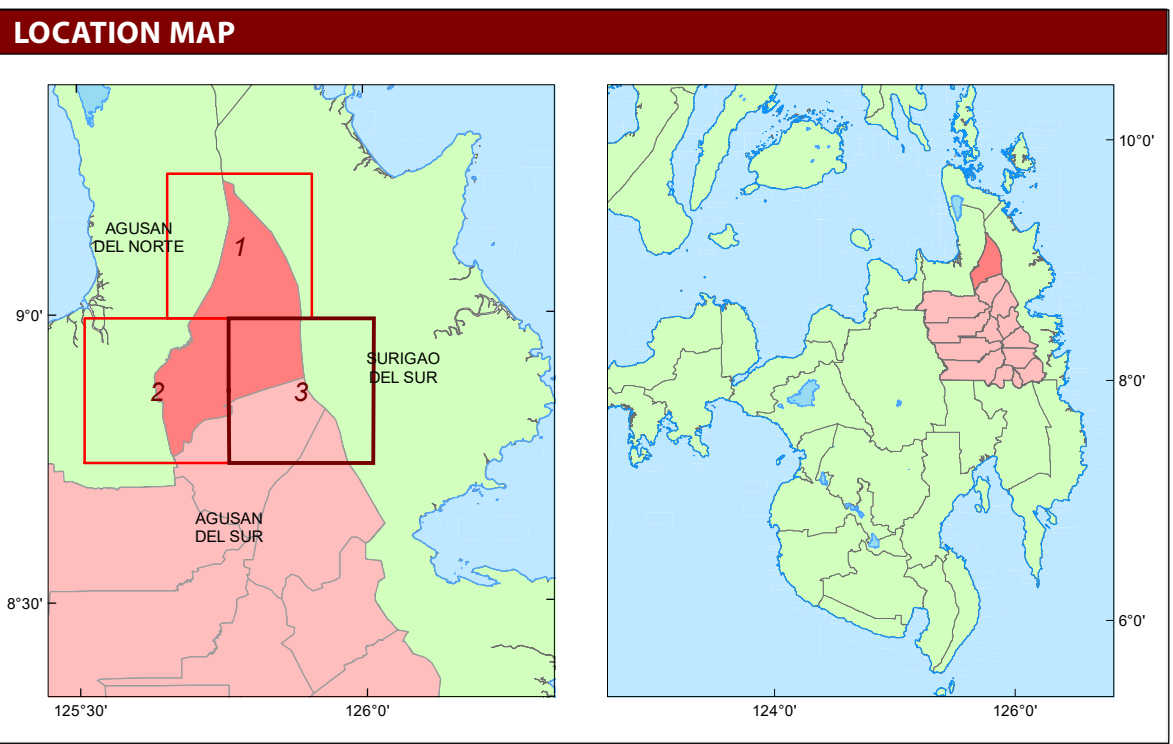 LOCATION MAP
AGUSAN
DEL NORTE
1
9°0'
SURIGAO
DEL SUR
2
3
AGUSAN
DEL SUR
8°30'
125°30'
126°0'
10°0'
8°0'
6°0'
124°0'
126°0'